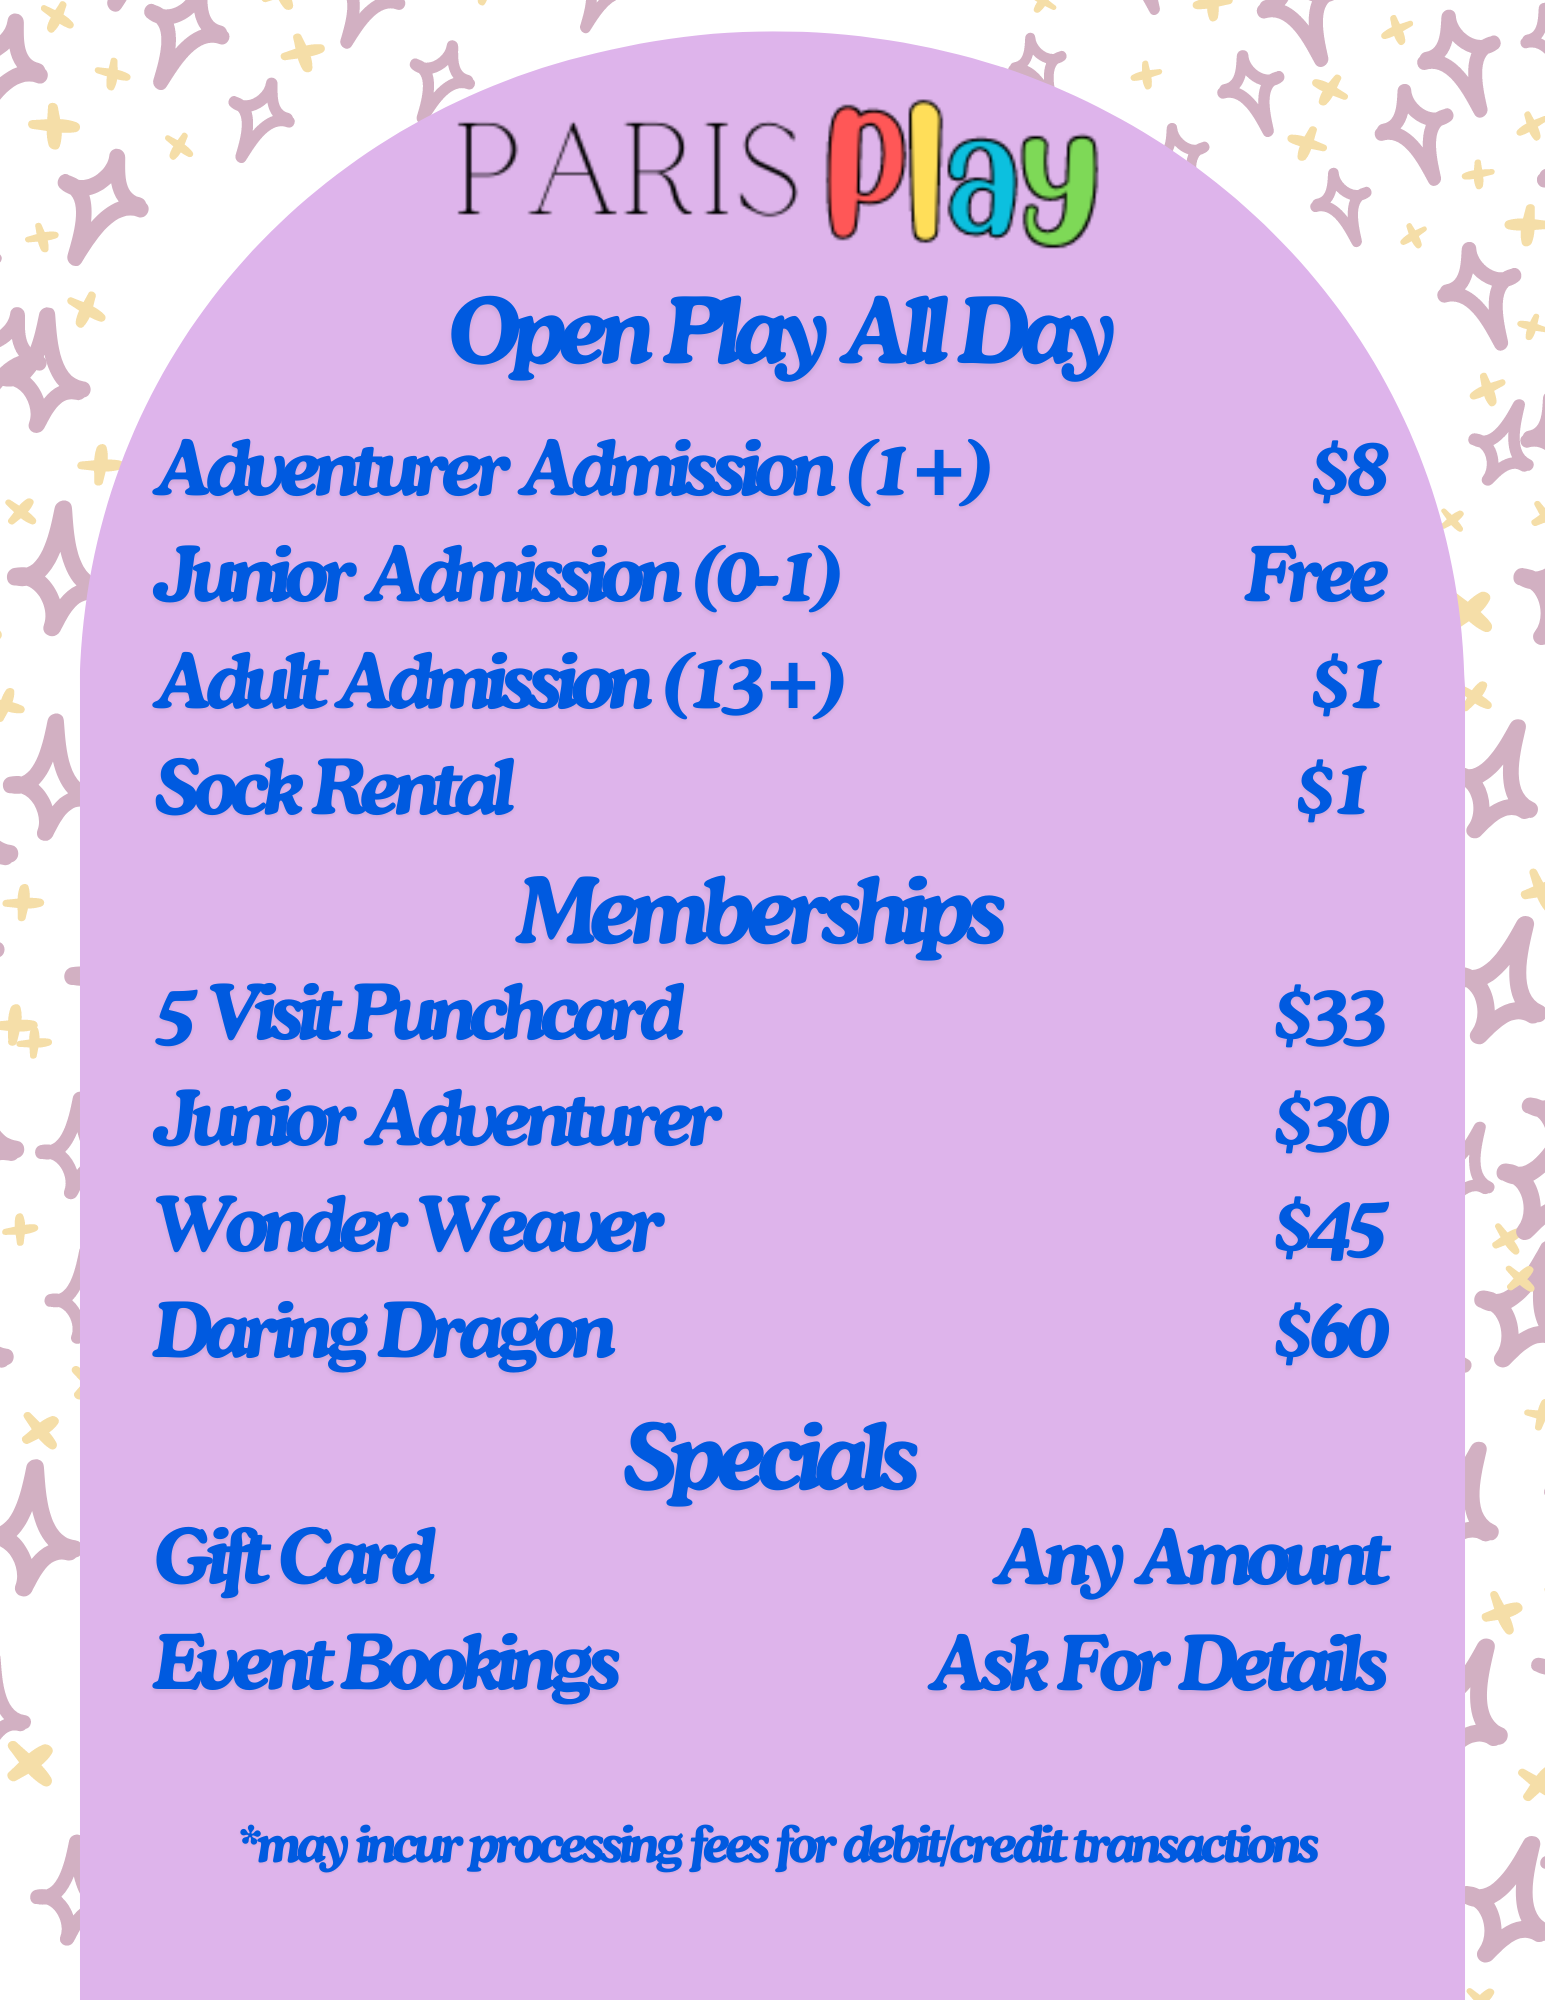 PARIS Play
Open Play All Day
Adventurer Admission (1+) $8
Junior Admission (0-1) Free
Adult Admission (13+) $1
Sock Rental $1
Memberships
5 Visit Punchcard $33
Junior Adventurer $30
Wonder Weaver $45
Daring Dragon $60
Specials
Gift Card Any Amount
Event Bookings Ask For Details
*may incur processing fees for debit/credit transactions